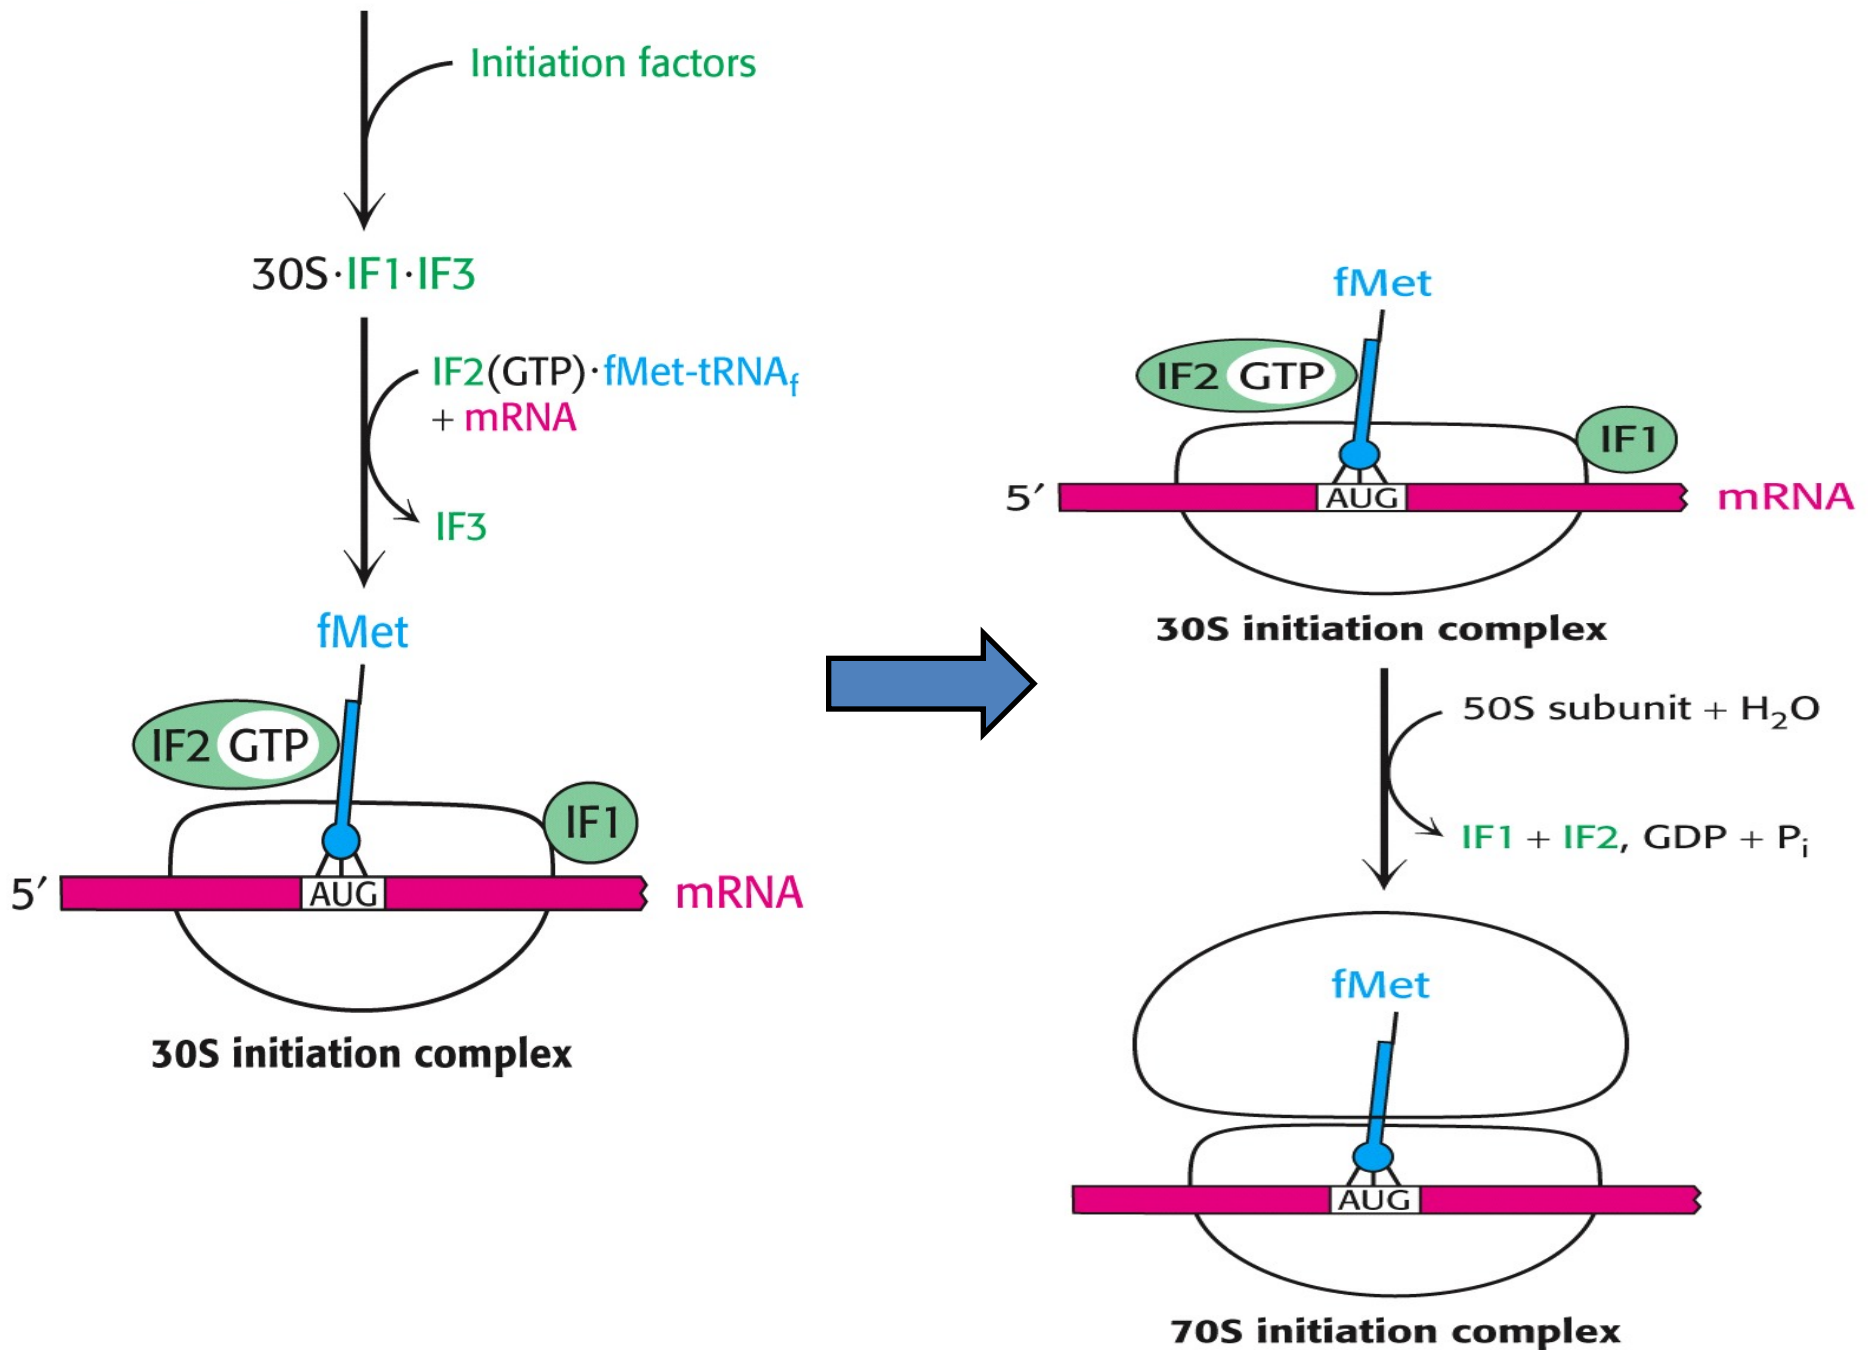 Initiation factors
30S·IF1·IF3
IF2(GTP)·fMet-tRNAf
+ mRNA
IF3
fMet
IF2 GTP
IF1
5′ AUG mRNA
30S initiation complex
fMet
IF2 GTP
IF1
5′ AUG mRNA
30S initiation complex
50S subunit + H₂O
IF1 + IF2, GDP + Pᵢ
fMet
AUG
70S initiation complex